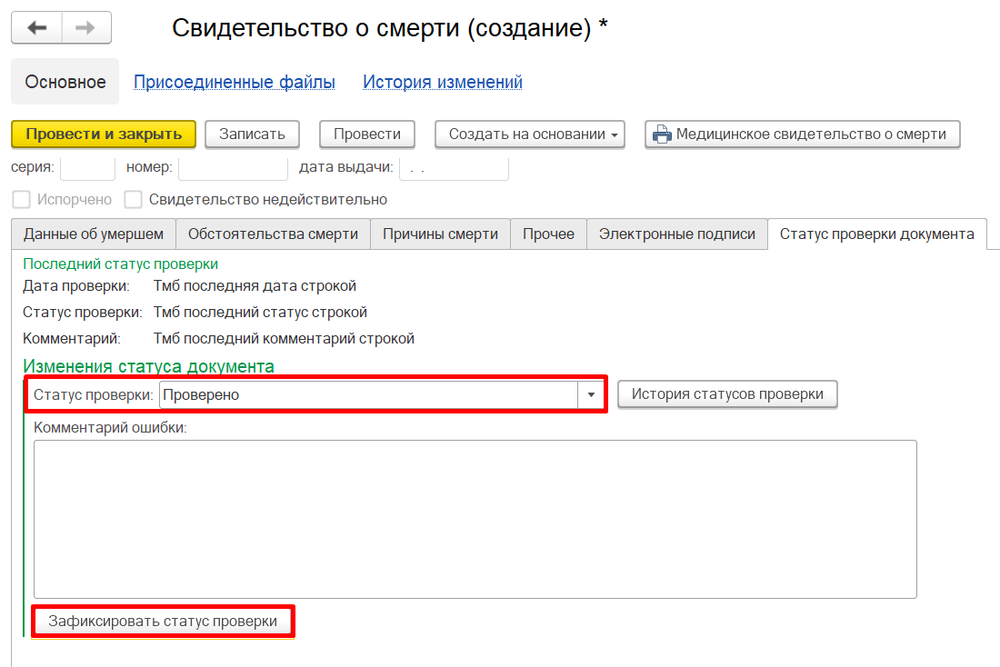 Свидетельство о смерти (создание) *
Основное Присоединенные файлы История изменений
Провести и закрыть Записать Провести Создать на основании Медицинское свидетельство о смерти
серия: номер: дата выдачи: . .
Испорчено Свидетельство недействительно
Данные об умершем Обстоятельства смерти Причины смерти Прочее Электронные подписи Статус проверки документа
Последний статус проверки
Дата проверки: Тмб последняя дата строкой
Статус проверки: Тмб последний статус строкой
Комментарий: Тмб последний комментарий строкой
Изменения статуса документа
Статус проверки: Проверено История статусов проверки
Комментарий ошибки:
Зафиксировать статус проверки